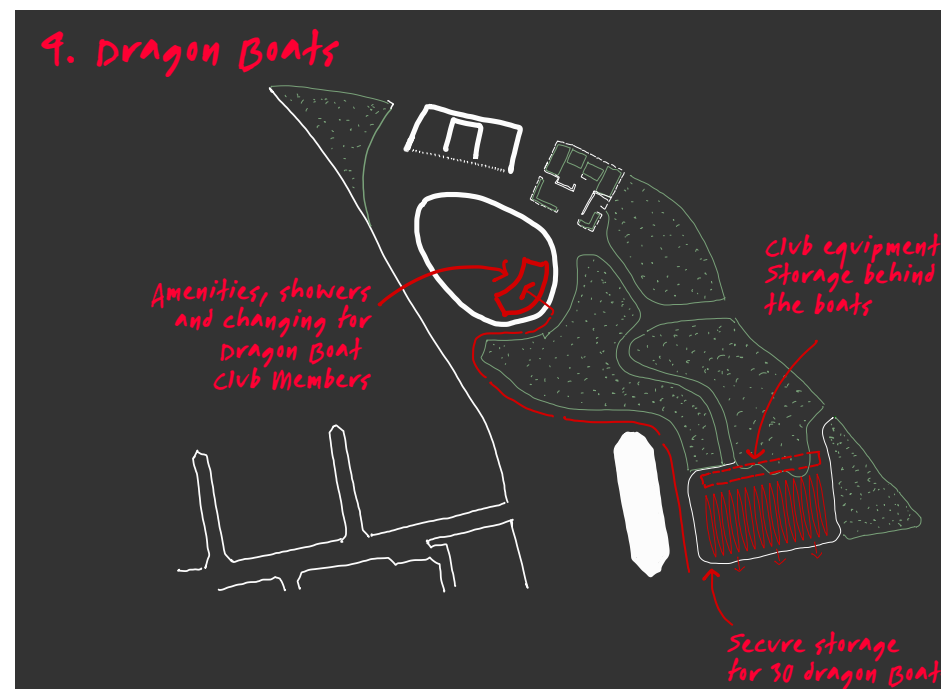 4. Dragon Boats
Club equipment
Storage behind
the boats
Amenities, showers
and changing for
Dragon Boat
Club Members
Secure storage
for 30 dragon Boat